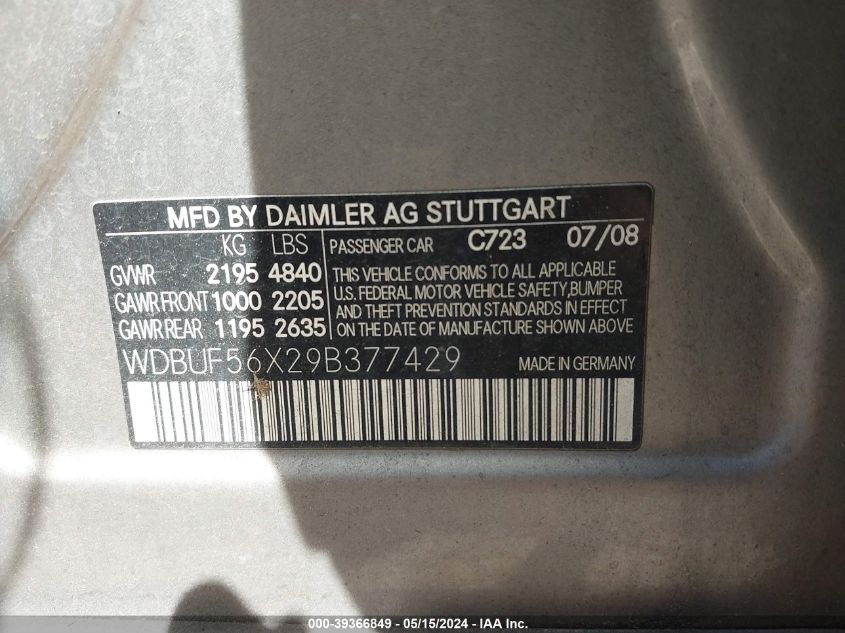 MFD BY DAIMLER AG STUTTGART
KG LBS PASSENGER CAR C723 07/08
GVWR 2195 4840 THIS VEHICLE CONFORMS TO ALL APPLICABLE
GAWR FRONT 1000 2205 U.S. FEDERAL MOTOR VEHICLE SAFETY,BUMPER
AND THEFT PREVENTION STANDARDS IN EFFECT
GAWR REAR 1195 2635 ON THE DATE OF MANUFACTURE SHOWN ABOVE.
WDBUF56X29B377429 MADE IN GERMANY
000-39366849 - 05/15/2024 - IAA Inc.